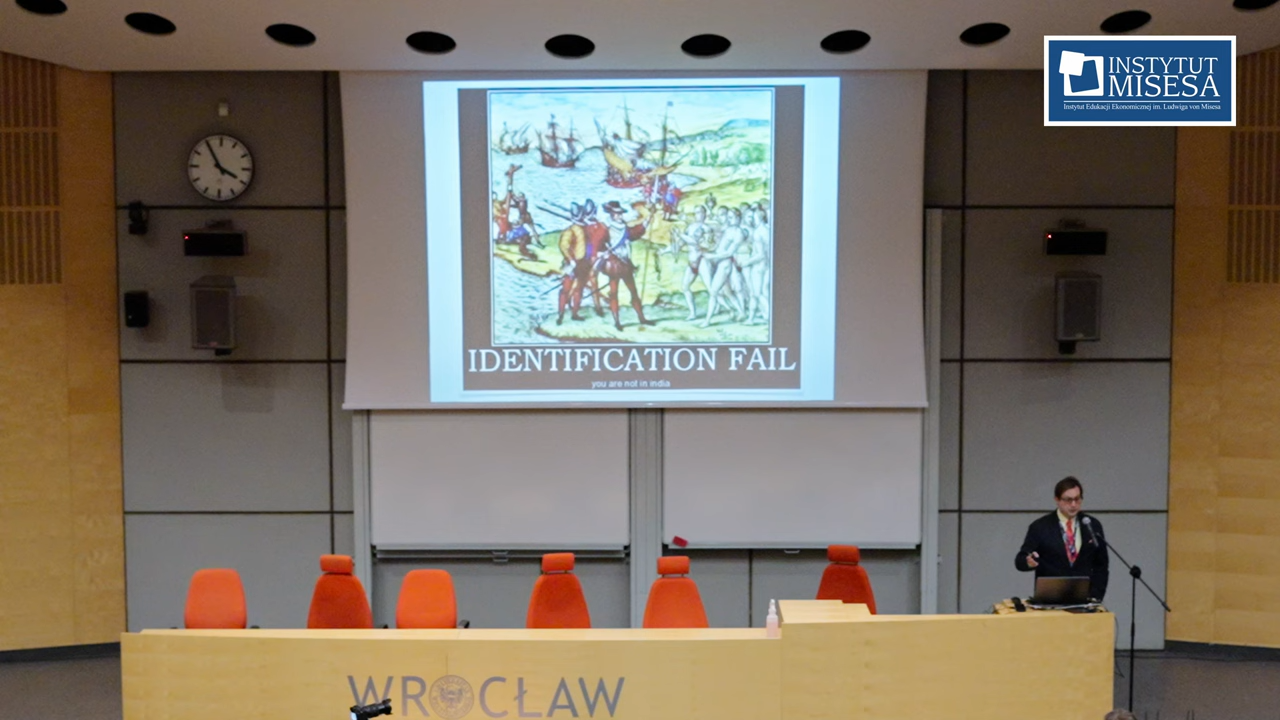 INSTYTUT
MISESA
Instytut Edukacji Ekonomicznej im. Ludwiga von Misesa
IDENTIFICATION FAIL
you are not in india
WROCŁAW